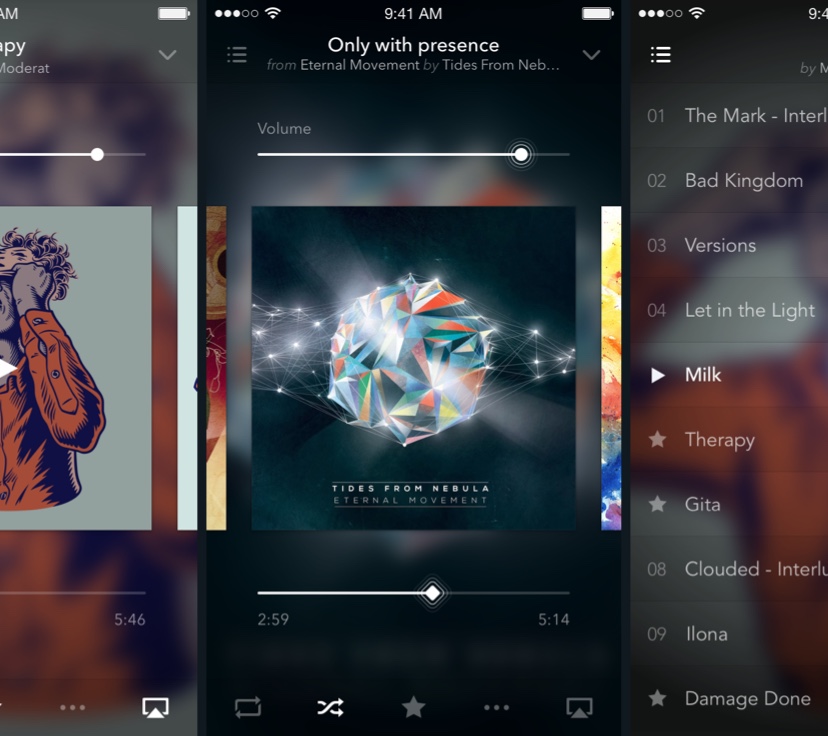 AM
apy
Moderat
5:46
9:41 AM
Only with presence
from Eternal Movement by Tides From Neb…
Volume
TIDES FROM NEBULA
ETERNAL MOVEMENT
2:59 5:14
9:4
by M
01 The Mark - Interl
02 Bad Kingdom
03 Versions
04 Let in the Light
Milk
Therapy
Gita
08 Clouded - Interlu
09 Ilona
Damage Done